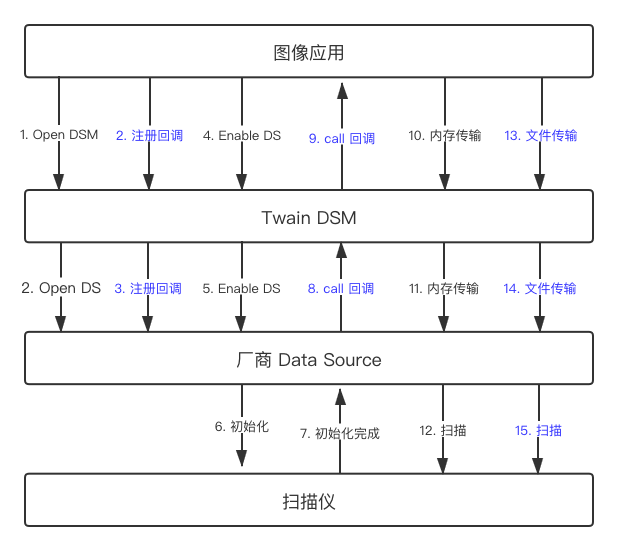 图像应用
1. Open DSM
2. 注册回调
4. Enable DS
9. call 回调
10. 内存传输
13. 文件传输
Twain DSM
2. Open DS
3. 注册回调
5. Enable DS
8. call 回调
11. 内存传输
14. 文件传输
厂商 Data Source
6. 初始化
7. 初始化完成
12. 扫描
15. 扫描
扫描仪